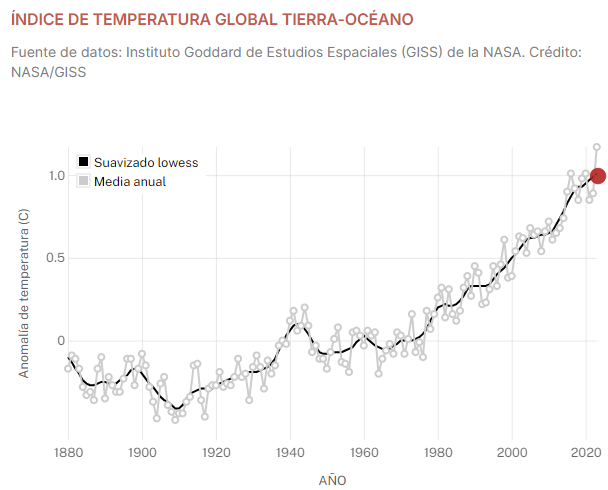 ÍNDICE DE TEMPERATURA GLOBAL TIERRA-OCÉANO
Fuente de datos: Instituto Goddard de Estudios Espaciales (GISS) de la NASA. Crédito:
NASA/GISS
Suavizado lowess
Media anual
1.0
0.5
0
Anomalía de temperatura (C)
1880
1900
1920
1940
1960
1980
2000
2020
AÑO